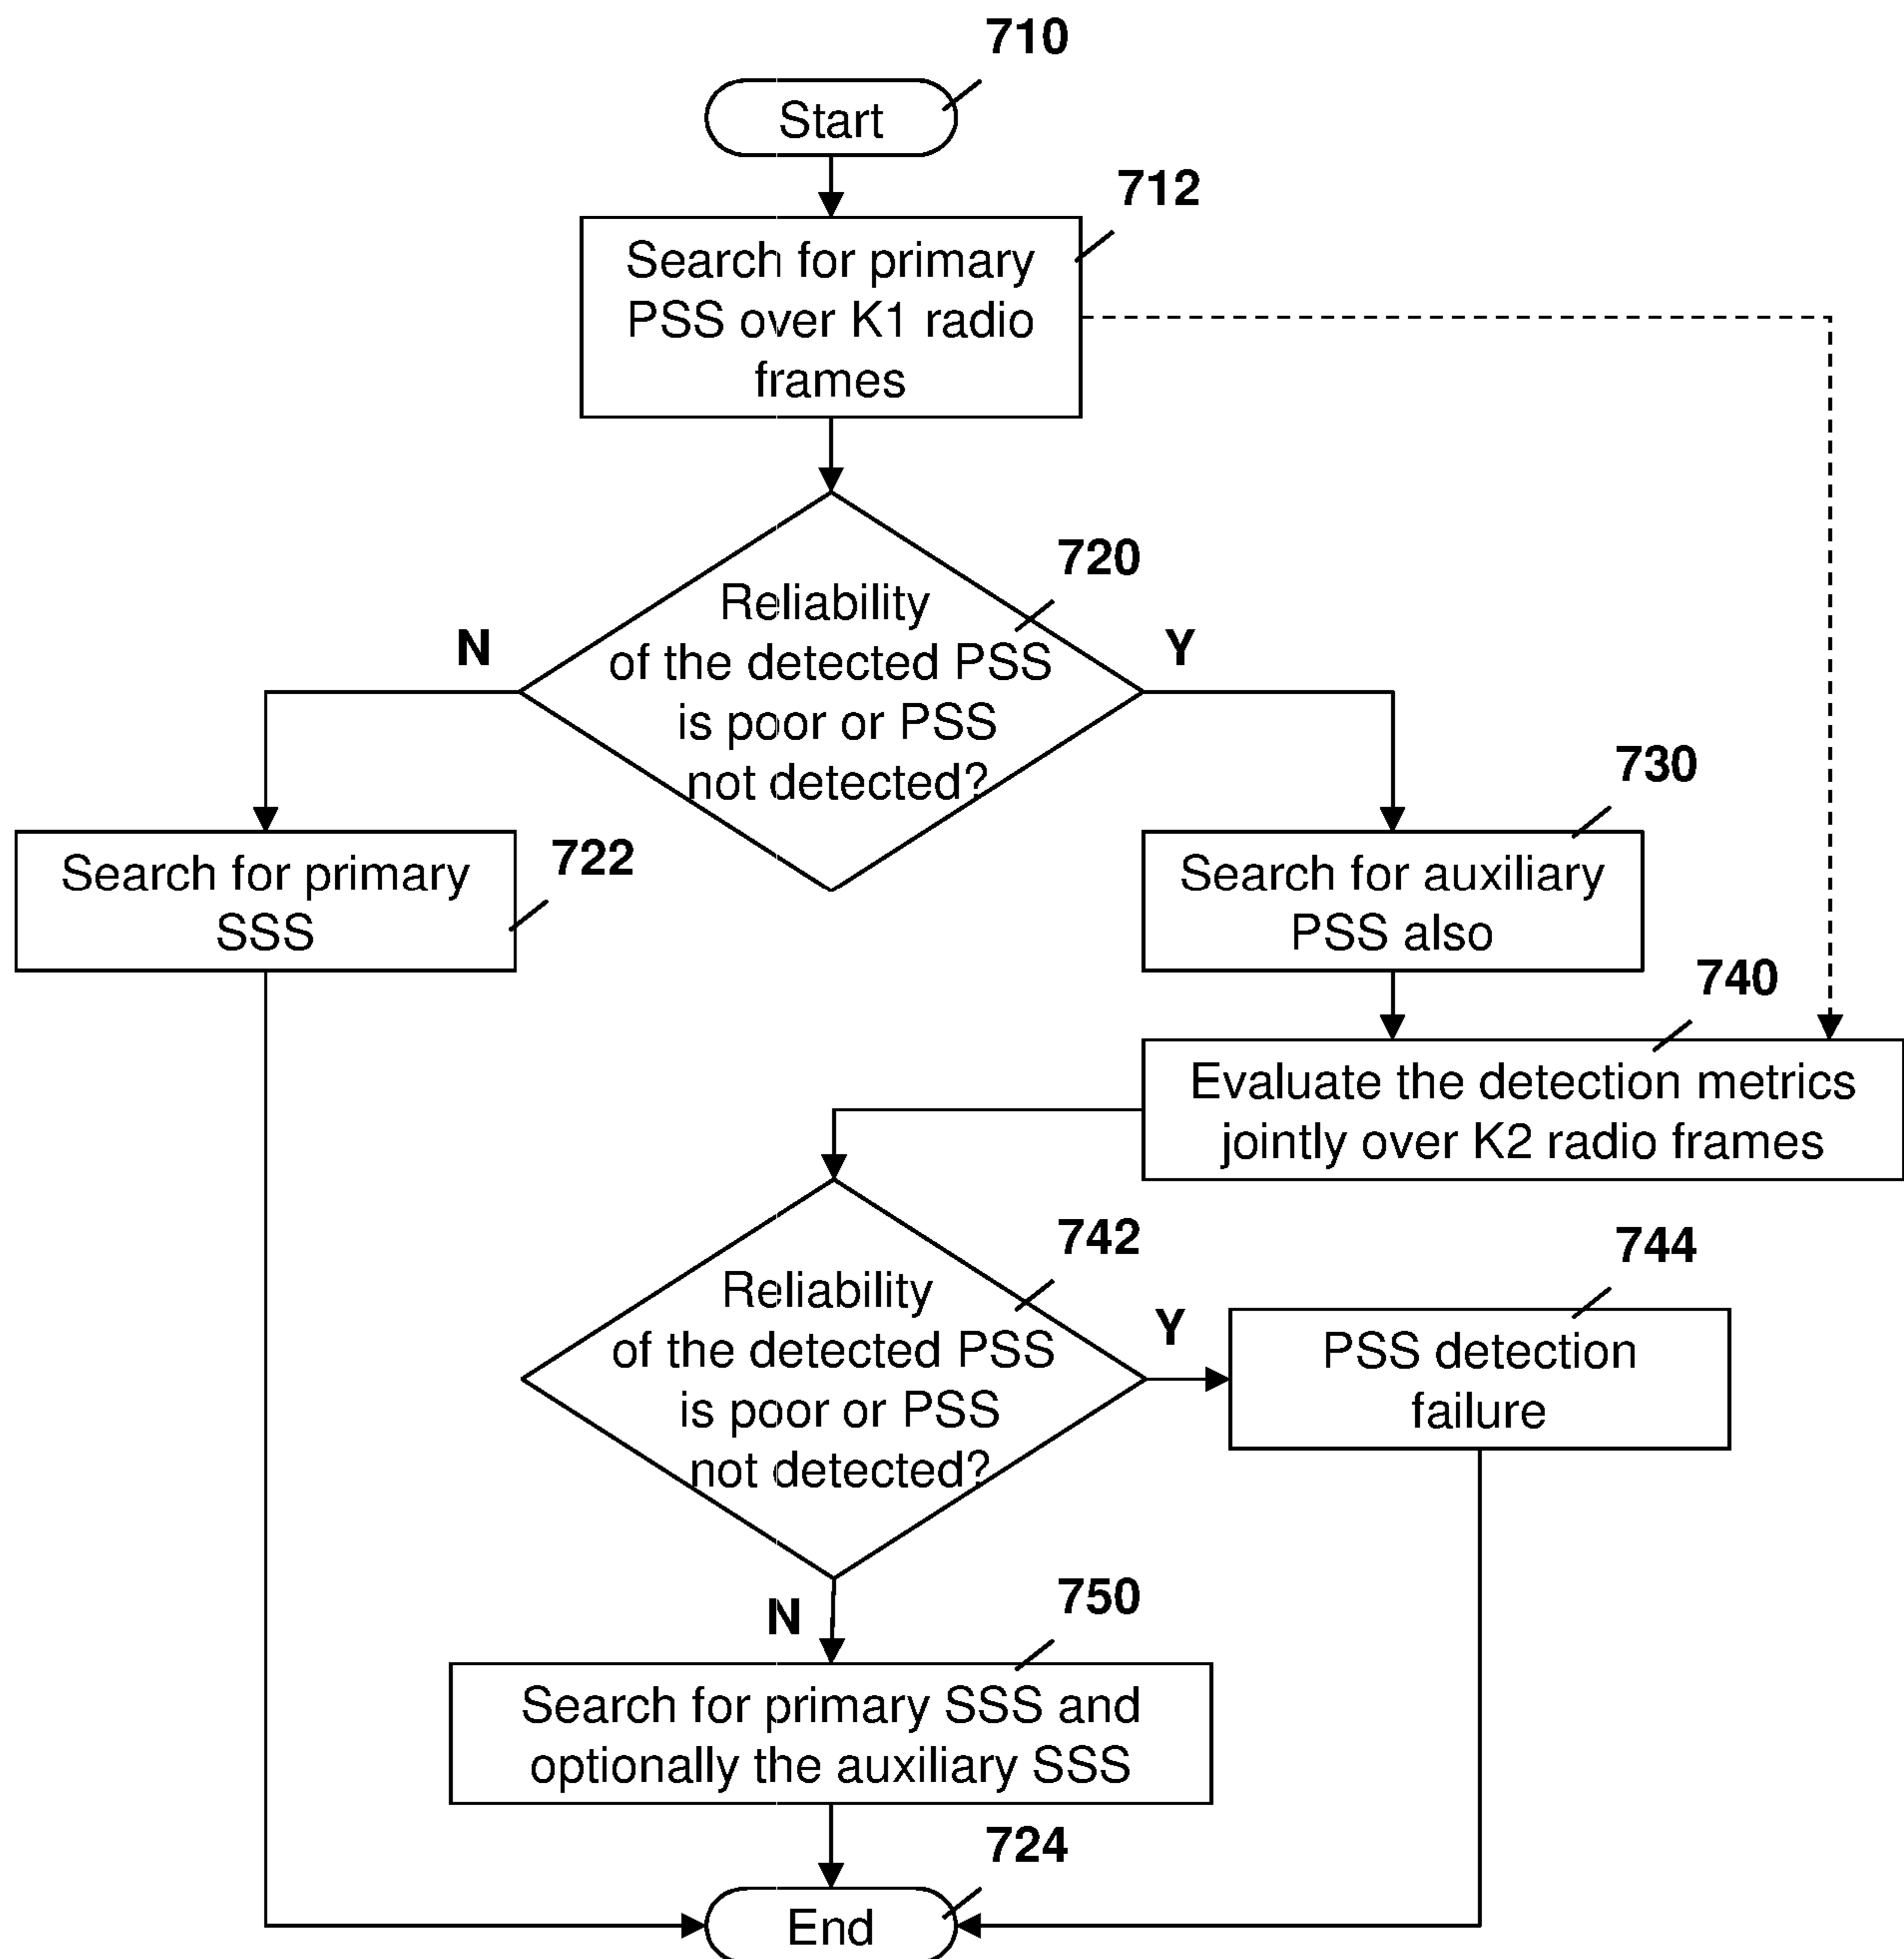 710
Start
712
Search for primary
PSS over K1 radio
frames
720
Reliability
of the detected PSS
is poor or PSS
not detected?
N
Y
722
Search for primary
SSS
730
Search for auxiliary
PSS also
740
Evaluate the detection metrics
jointly over K2 radio frames
742
Reliability
of the detected PSS
is poor or PSS
not detected?
Y
744
PSS detection
failure
N
750
Search for primary SSS and
optionally the auxiliary SSS
724
End